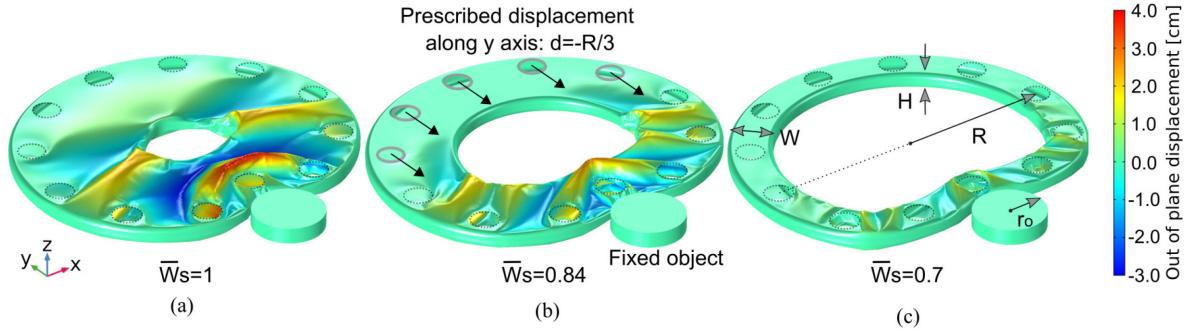 Prescribed displacement
along y axis: d=-R/3
H
W
R
r₀
Fixed object
z
y
x
W̅s=1
W̅s=0.84
W̅s=0.7
(a)
(b)
(c)
Out of plane displacement [cm]
4.0
3.0
2.0
1.0
0.0
-1.0
-2.0
-3.0